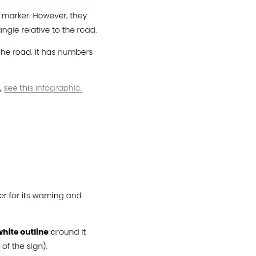 marker. However, they
angle relative to the road.
he road. It has numbers
, see this infographic.
er for its warning and
white outline around it
of the sign).